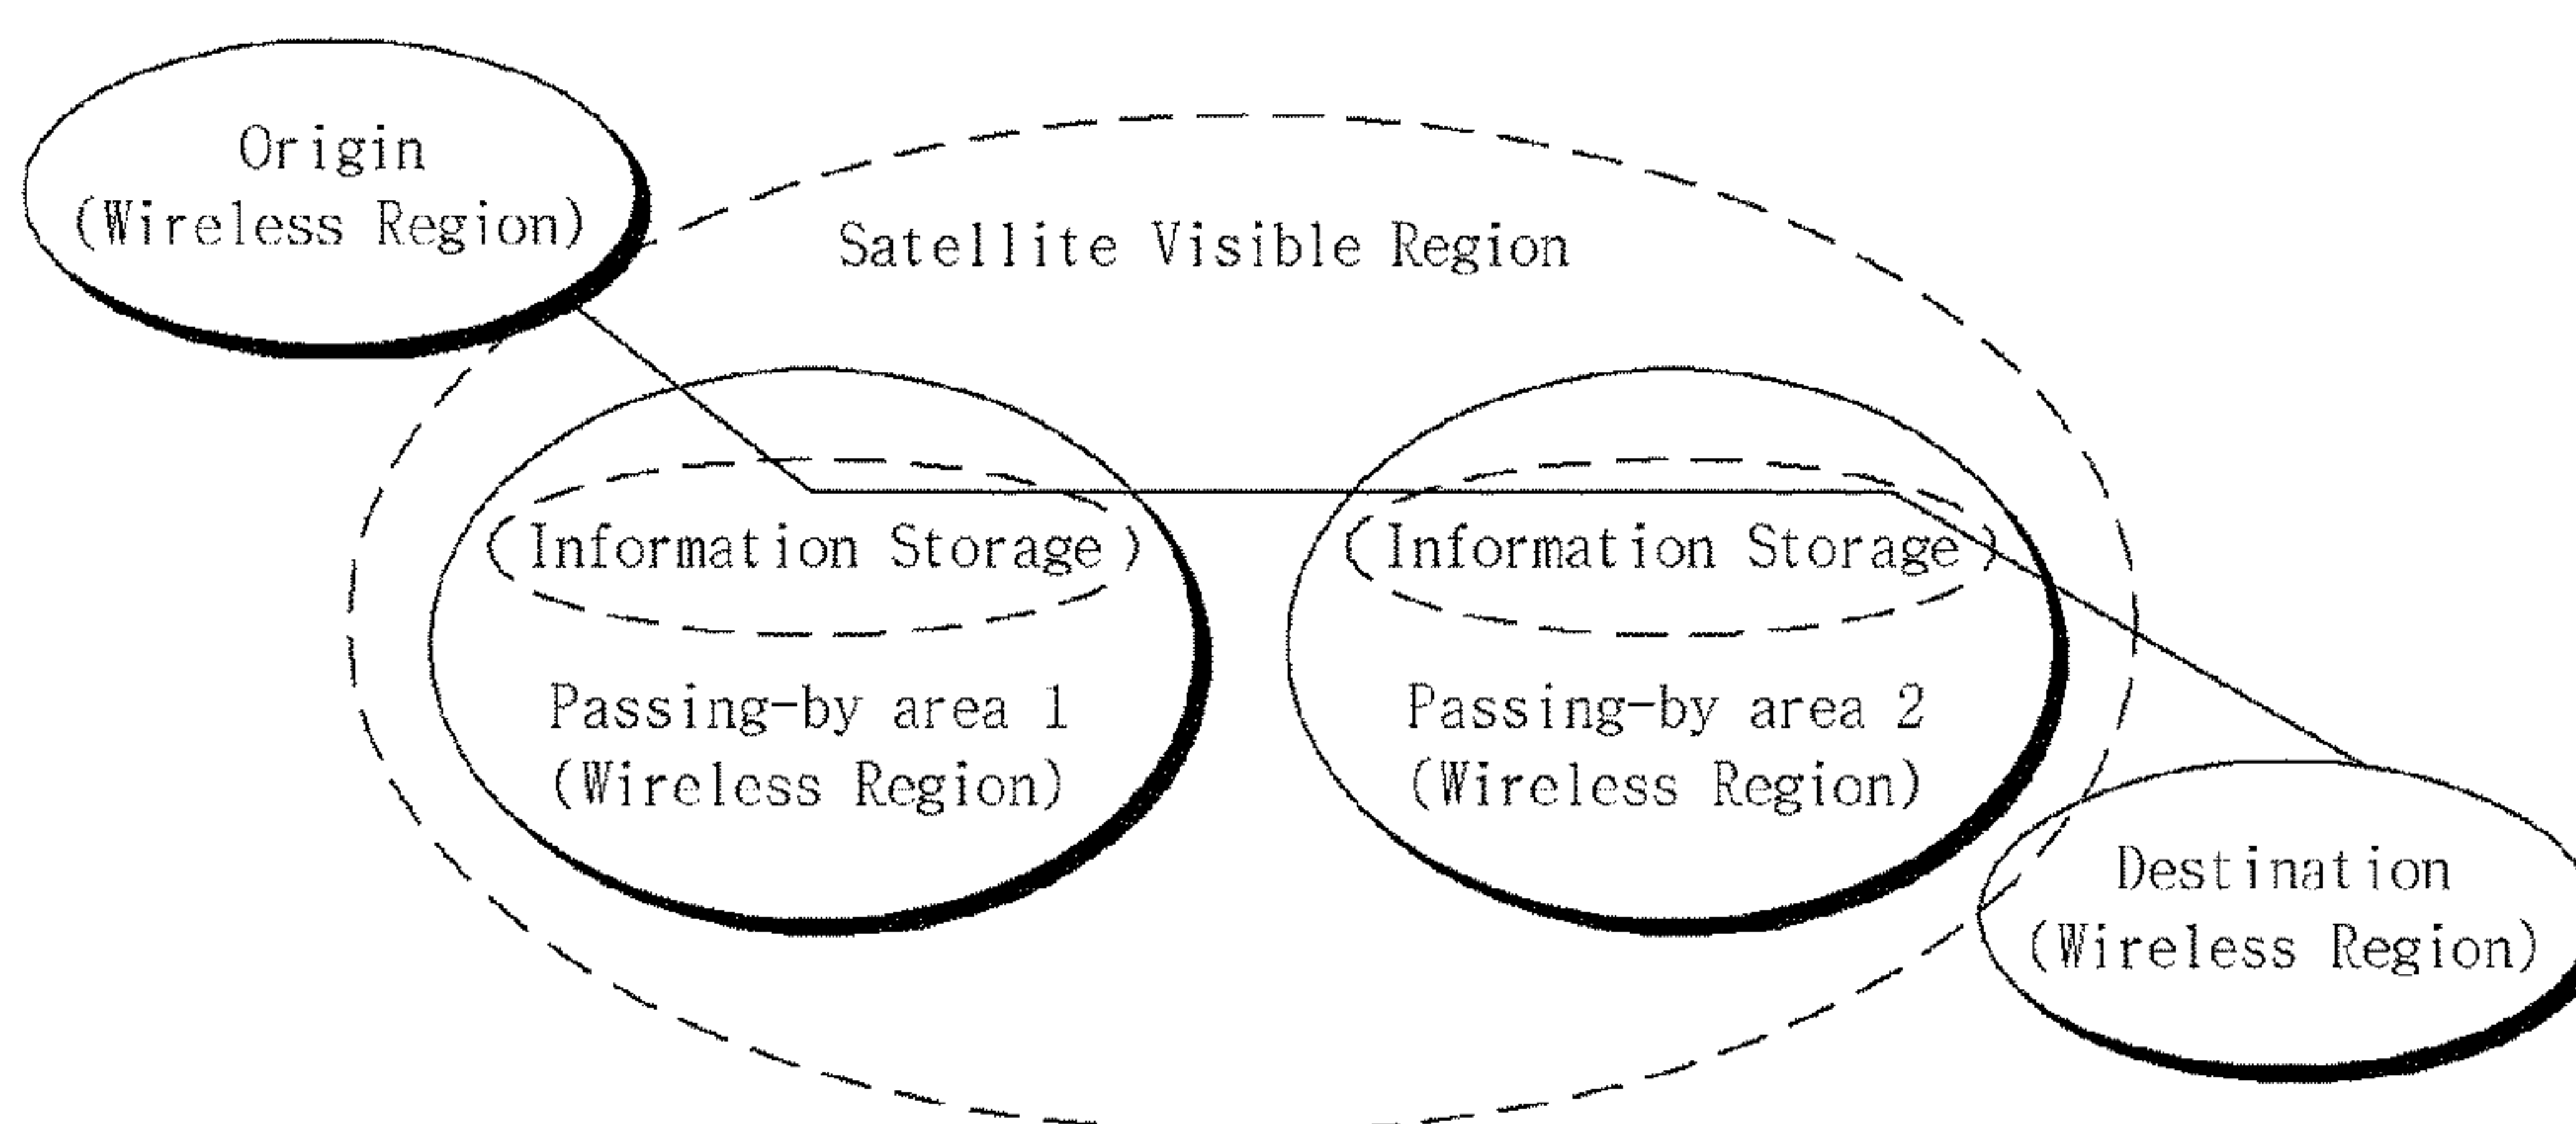 Origin
(Wireless Region)
Satellite Visible Region
Information Storage
Information Storage
Passing-by area 1
(Wireless Region)
Passing-by area 2
(Wireless Region)
Destination
(Wireless Region)